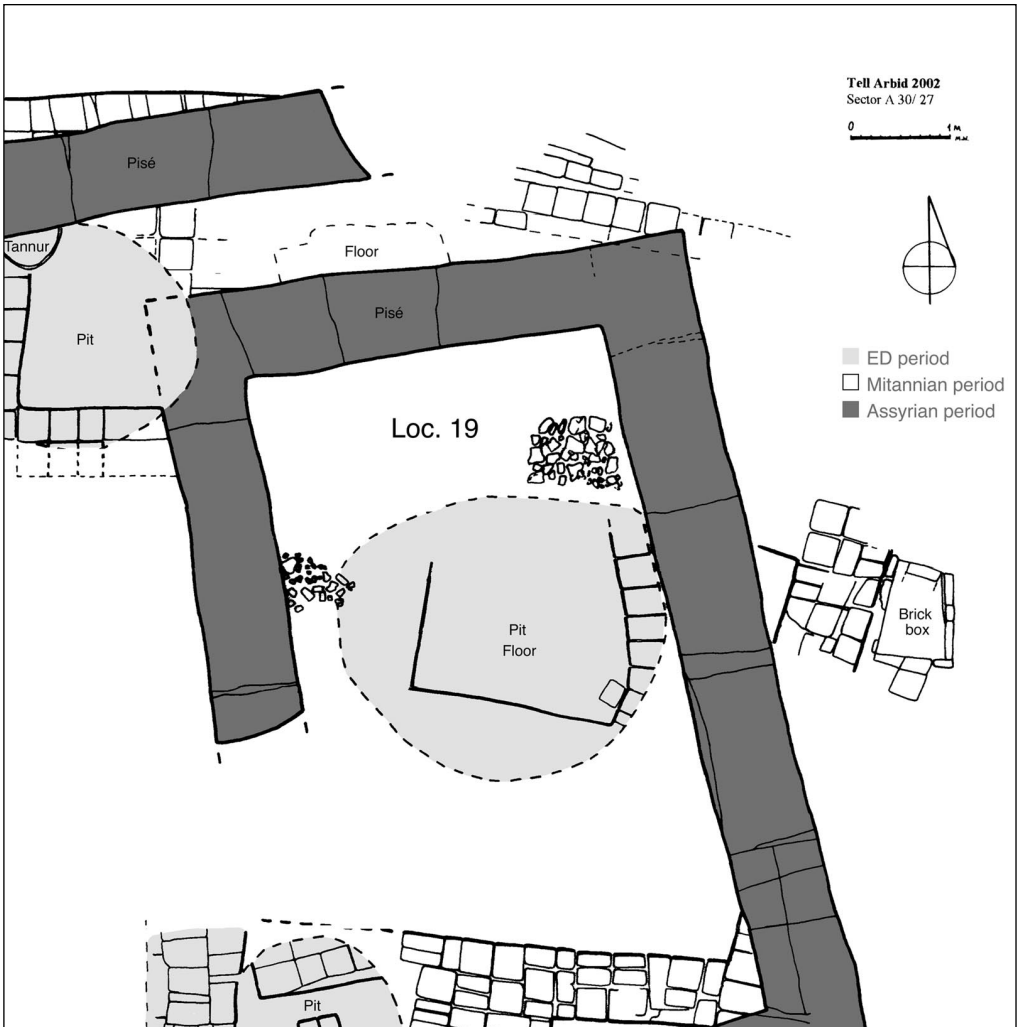 Tell Arbid 2002
Sector A 30/ 27
0 1 M
Pisé
Tannur
Floor
Pit
Pisé
ED period
Mitannian period
Assyrian period
Loc. 19
Pit
Floor
Brick
box
Pit